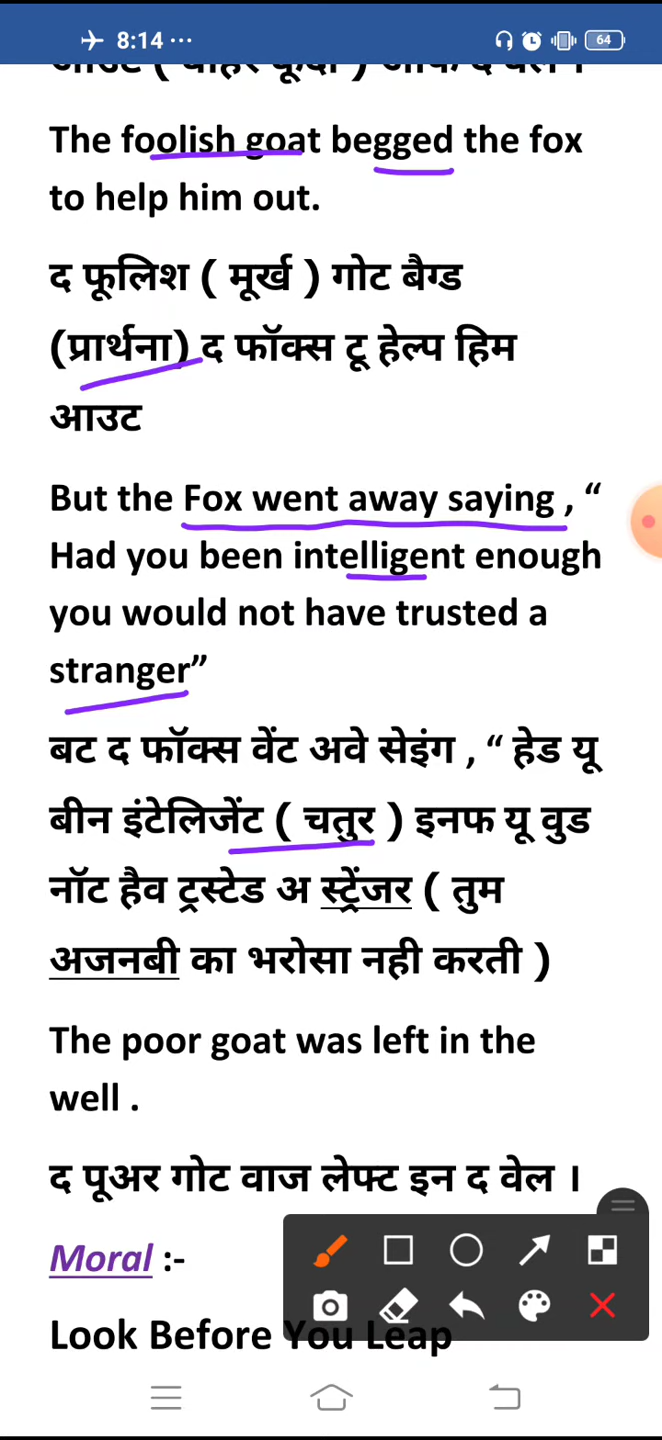 8:14 ...
64
The foolish goat begged the fox
to help him out.
द फूलिश ( मूर्ख ) गोट बैग्ड
(प्रार्थना) द फॉक्स टू हेल्प हिम
आउट
But the Fox went away saying , “
Had you been intelligent enough
you would not have trusted a
stranger”
बट द फॉक्स वेंट अवे सेइंग , “ हेड यू
बीन इंटेलिजेंट ( चतुर ) इनफ यू वुड
नॉट हैव ट्रस्टेड अ स्ट्रेंजर ( तुम
अजनबी का भरोसा नही करती )
The poor goat was left in the
well .
द पूअर गोट वाज लेफ्ट इन द वेल ।
Moral :-
Look Before You Leap